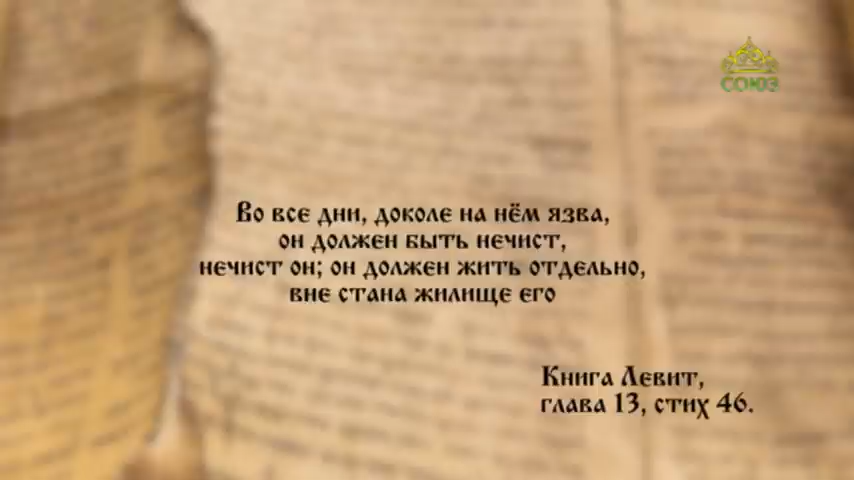 СОЮЗ
Во все дни, доколе на нём язва,
он должен быть нечист,
нечист он; он должен жить отдельно,
вне стана жилище его
Книга Левит,
глава 13, стих 46.